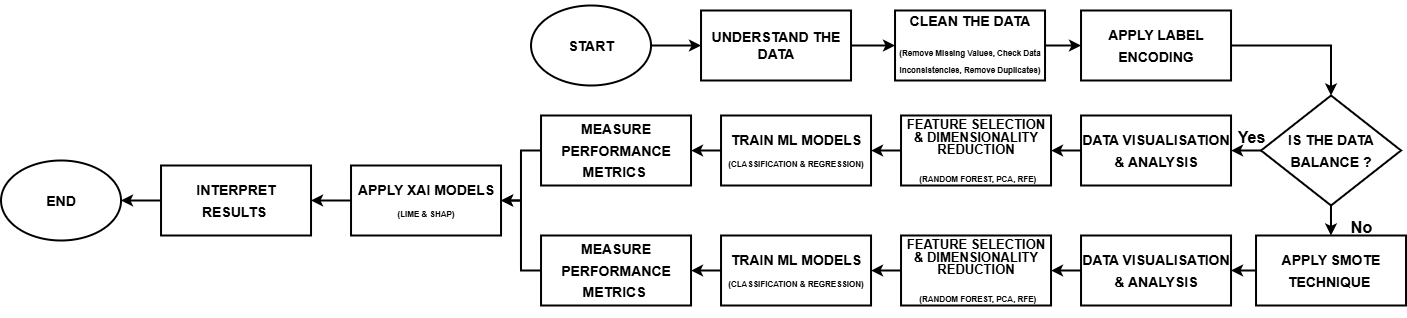 START
UNDERSTAND THE
DATA
CLEAN THE DATA
(Remove Missing Values, Check Data
Inconsistencies, Remove Duplicates)
APPLY LABEL
ENCODING
IS THE DATA
BALANCE ?
Yes
DATA VISUALISATION
& ANALYSIS
FEATURE SELECTION
& DIMENSIONALITY
REDUCTION
(RANDOM FOREST, PCA, RFE)
TRAIN ML MODELS
(CLASSIFICATION & REGRESSION)
MEASURE
PERFORMANCE
METRICS
No
APPLY SMOTE
TECHNIQUE
DATA VISUALISATION
& ANALYSIS
FEATURE SELECTION
& DIMENSIONALITY
REDUCTION
(RANDOM FOREST, PCA, RFE)
TRAIN ML MODELS
(CLASSIFICATION & REGRESSION)
MEASURE
PERFORMANCE
METRICS
APPLY XAI MODELS
(LIME & SHAP)
INTERPRET
RESULTS
END